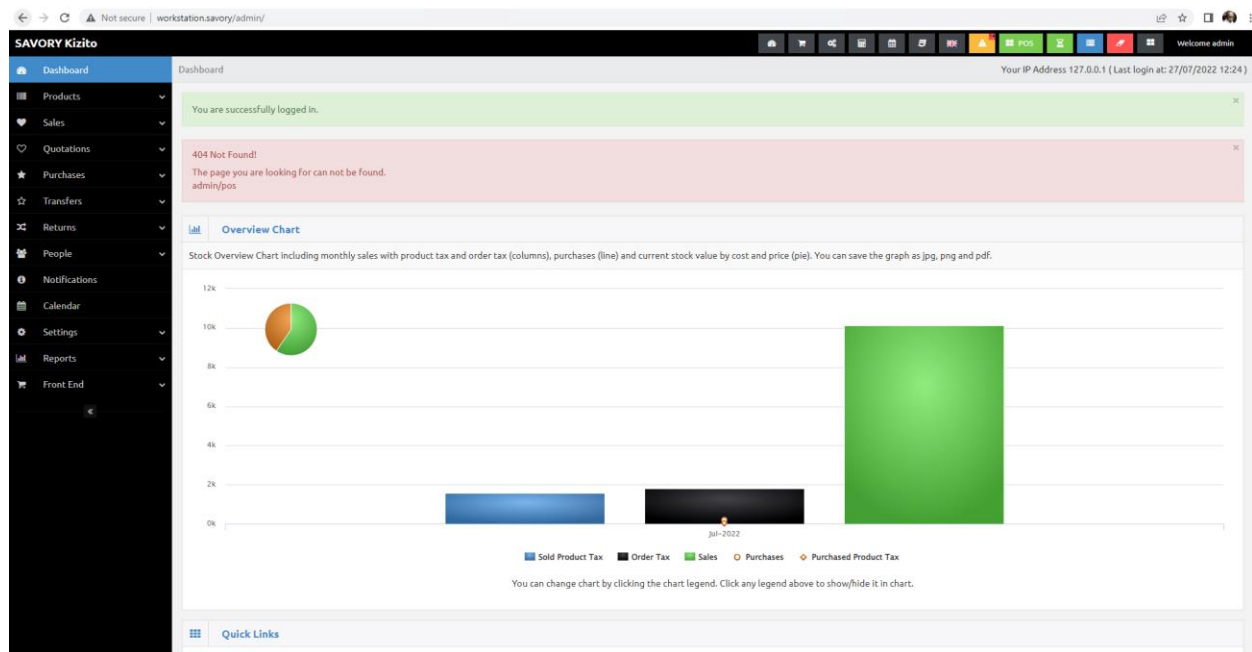 Not secure | workstation.savory/admin/
SAVORY Kizito
POS
Welcome admin
Dashboard
Dashboard
Your IP Address 127.0.0.1 ( Last login at: 27/07/2022 12:24 )
Products
Sales
Quotations
Purchases
Transfers
Returns
People
Notifications
Calendar
Settings
Reports
Front End
You are successfully logged in.
404 Not Found!
The page you are looking for can not be found.
admin/pos
Overview Chart
Stock Overview Chart including monthly sales with product tax and order tax (columns), purchases (line) and current stock value by cost and price (pie). You can save the graph as jpg, png and pdf.
12k
10k
8k
6k
4k
2k
0k
Jul-2022
Sold Product Tax Order Tax Sales Purchases Purchased Product Tax
You can change chart by clicking the chart legend. Click any legend above to show/hide it in chart.
Quick Links